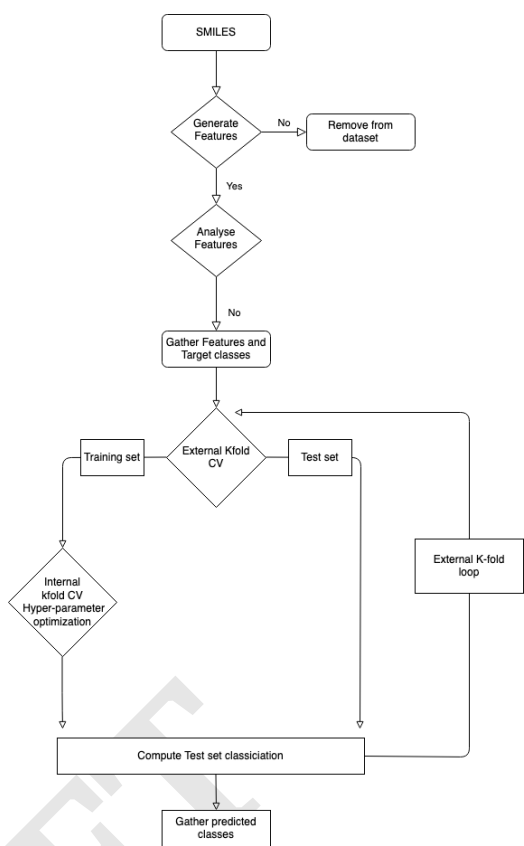 SMILES
Generate
Features
No
Remove from
dataset
Yes
Analyse
Features
No
Gather Features and
Target classes
External Kfold
CV
Training set
Test set
Internal
kfold CV
Hyper-parameter
optimization
External K-fold
loop
Compute Test set classiciation
Gather predicted
classes